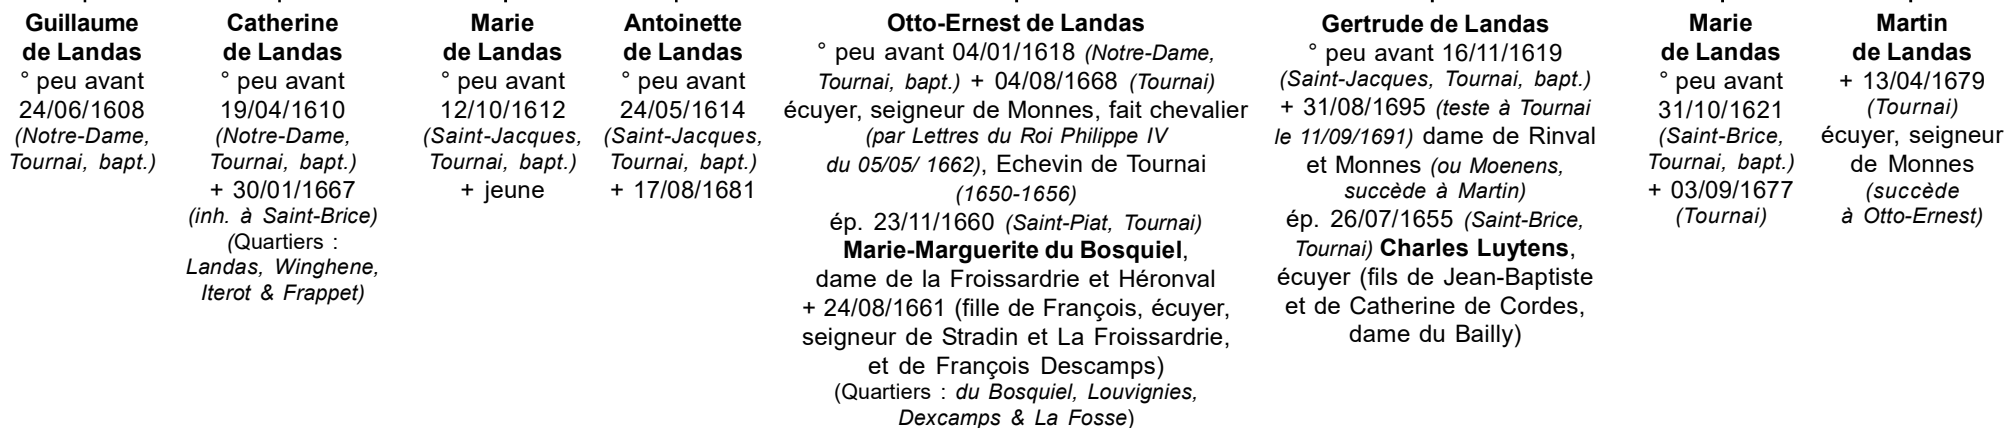 Guillaume
de Landas
° peu avant
24/06/1608
(Notre-Dame,
Tournai, bapt.)
Catherine
de Landas
° peu avant
19/04/1610
(Notre-Dame,
Tournai, bapt.)
+ 30/01/1667
(inh. à Saint-Brice)
(Quartiers :
Landas, Winghene,
Iterot & Frappet)
Marie
de Landas
° peu avant
12/10/1612
(Saint-Jacques,
Tournai, bapt.)
+ jeune
Antoinette
de Landas
° peu avant
24/05/1614
(Saint-Jacques,
Tournai, bapt.)
+ 17/08/1681
Otto-Ernest de Landas
° peu avant 04/01/1618 (Notre-Dame,
Tournai, bapt.) + 04/08/1668 (Tournai)
écuyer, seigneur de Monnes, fait chevalier
(par Lettres du Roi Philippe IV
du 05/05/ 1662), Echevin de Tournai
(1650-1656)
ép. 23/11/1660 (Saint-Piat, Tournai)
Marie-Marguerite du Bosquiel,
dame de la Froissardrie et Héronval
+ 24/08/1661 (fille de François, écuyer,
seigneur de Stradin et La Froissardrie,
et de François Descamps)
(Quartiers : du Bosquiel, Louvignies,
Dexcamps & La Fosse)
Gertrude de Landas
° peu avant 16/11/1619
(Saint-Jacques, Tournai, bapt.)
+ 31/08/1695 (teste à Tournai
le 11/09/1691) dame de Rinval
et Monnes (ou Moenens,
succède à Martin)
ép. 26/07/1655 (Saint-Brice,
Tournai) Charles Luytens,
écuyer (fils de Jean-Baptiste
et de Catherine de Cordes,
dame du Bailly)
Marie
de Landas
° peu avant
31/10/1621
(Saint-Brice,
Tournai, bapt.)
+ 03/09/1677
(Tournai)
Martin
de Landas
+ 13/04/1679
(Tournai)
écuyer, seigneur
de Monnes
(succède
à Otto-Ernest)